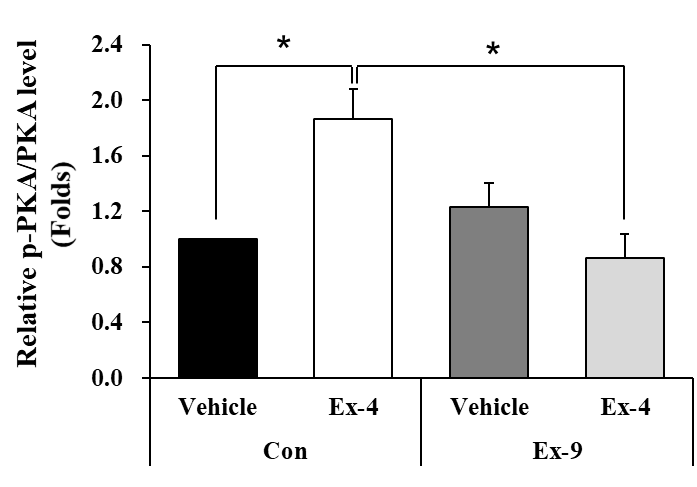 Relative p-PKA/PKA level
(Folds)
2.4
2.0
1.6
1.2
0.8
0.4
0.0
*
*
Vehicle Ex-4 Vehicle Ex-4
Con Ex-9